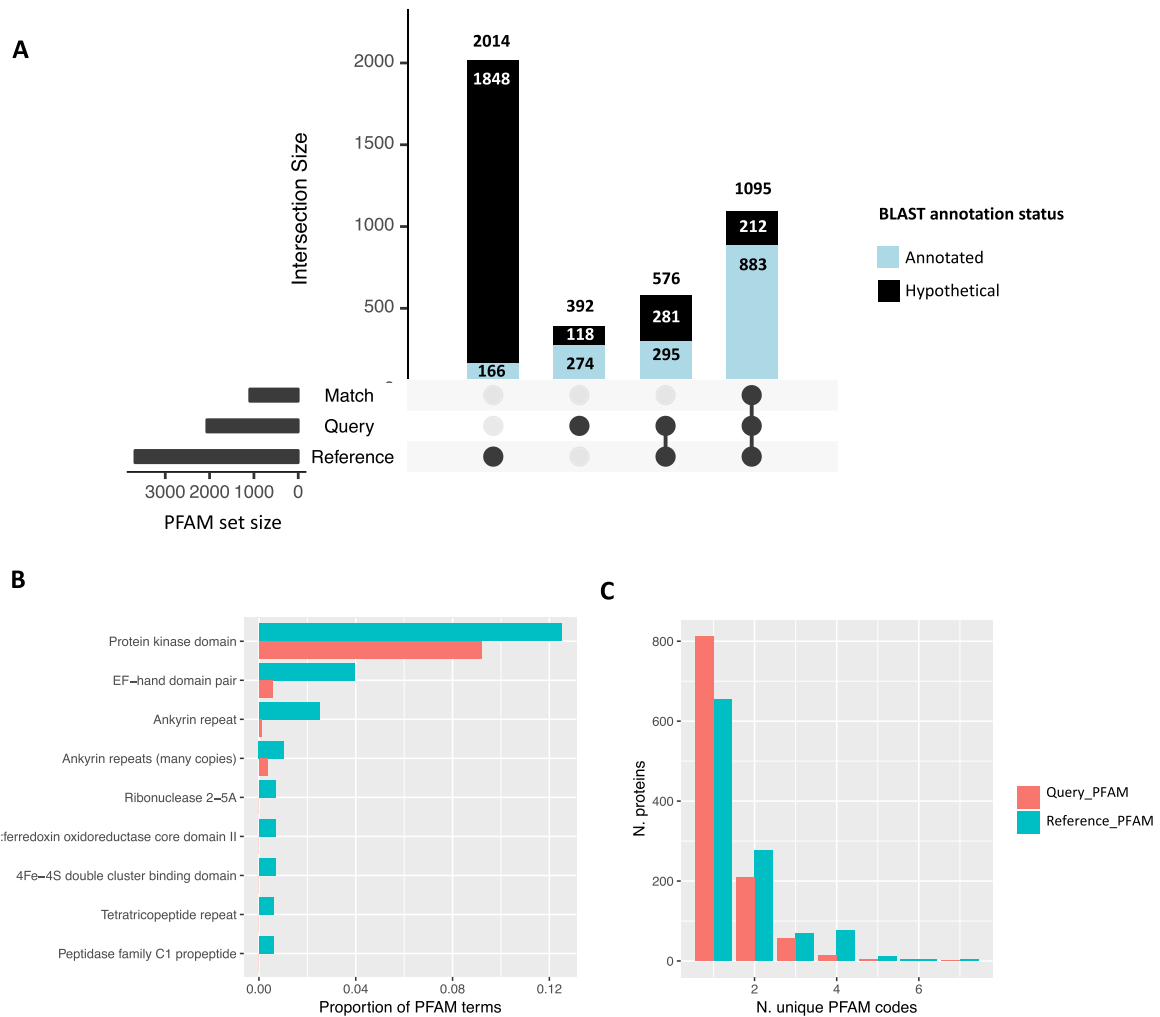 A
2014
2000
1848
1500
Intersection Size
1095
BLAST annotation status
1000
212
Annotated
883
576
Hypothetical
500
392
281
118
295
274
166
Match
Query
Reference
3000 2000 1000 0
PFAM set size
B
C
Protein kinase domain
EF−hand domain pair
Ankyrin repeat
Ankyrin repeats (many copies)
Ribonuclease 2−5A
:ferredoxin oxidoreductase core domain II
4Fe−4S double cluster binding domain
Tetratricopeptide repeat
Peptidase family C1 propeptide
0.00 0.04 0.08 0.12
Proportion of PFAM terms
800
600
400
200
0
N. proteins
2 4 6
N. unique PFAM codes
Query_PFAM
Reference_PFAM